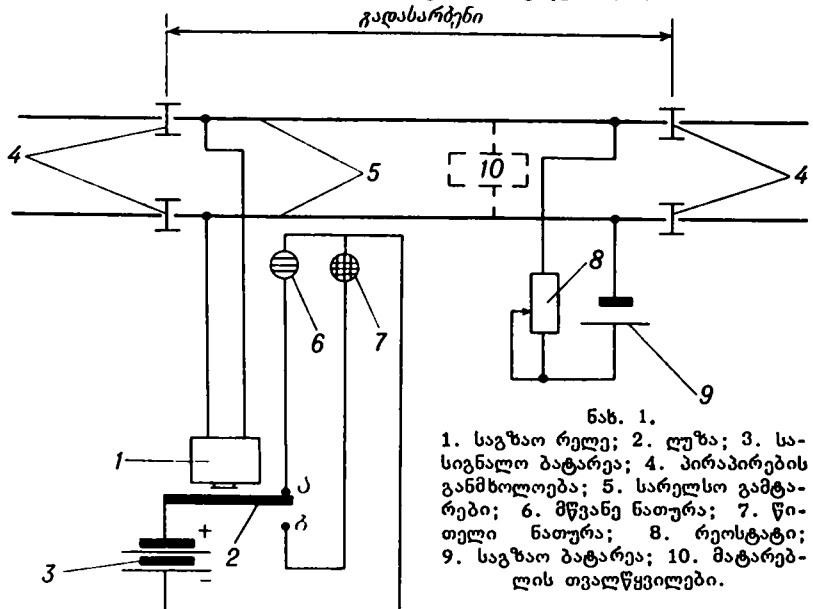 გადასარბენი
4
5
10
4
6
7
8
9
1
ა
ბ
2
+
3
−
ნახ. 1.
1. საგზაო რელე; 2. ღუზა; 3. სა-
სიგნალო ბატარეა; 4. პირაპირების
განმხოლოება; 5. სარელსო გამტა-
რები; 6. მწვანე ნათურა; 7. წი-
თელი ნათურა; 8. რეოსტატი;
9. საგზაო ბატარეა; 10. მატარებ-
ლის თვალწყვილები.